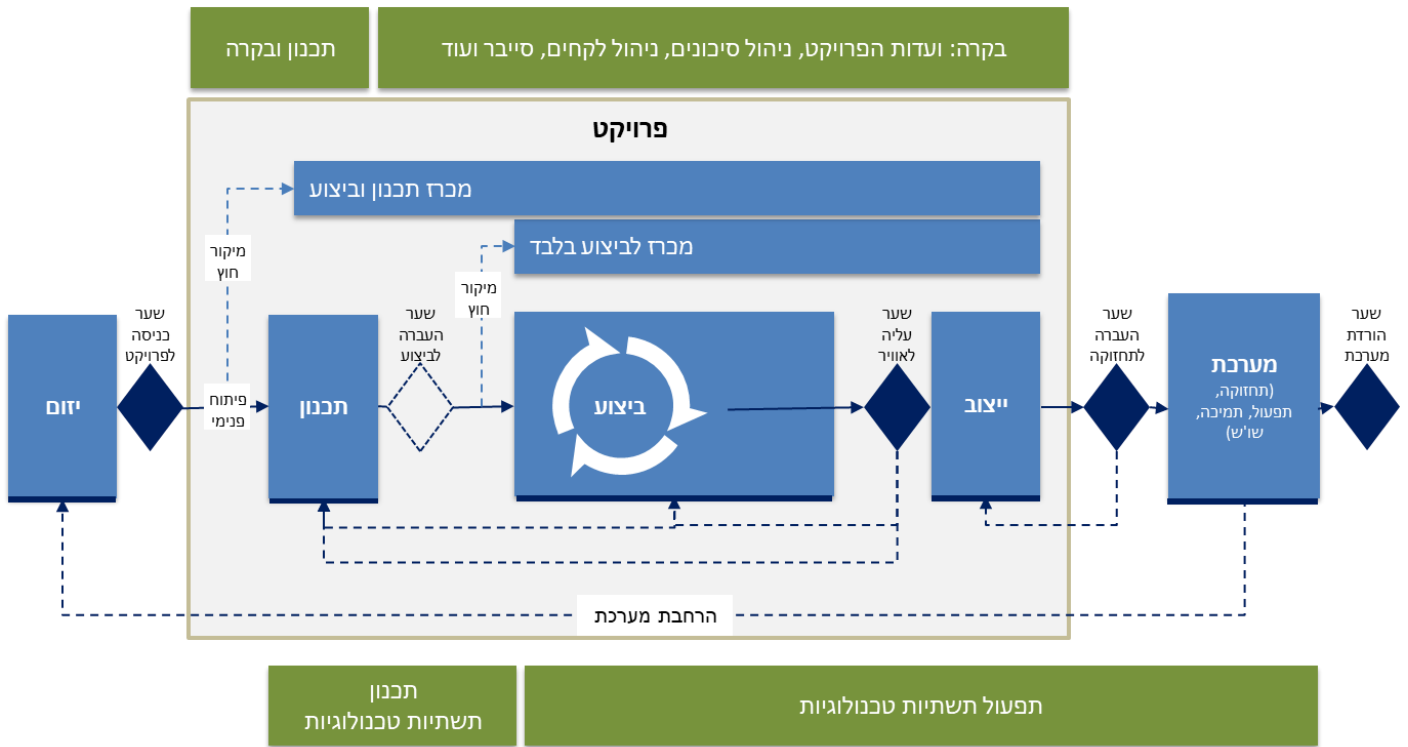 תכנון ובקרה
בקרה: ועדות הפרויקט, ניהול סיכונים, ניהול לקחים, סייבר ועוד
פרויקט
מכרז תכנון וביצוע
מכרז לביצוע בלבד
מיקור
חוץ
מיקור
חוץ
יזום
שער
כניסה
לפרויקט
פיתוח
פנימי
תכנון
שער
העברה
לביצוע
ביצוע
שער
עליה
לאוויר
ייצוב
שער
העברה
לתחזוקה
מערכת
(תחזוקה,
תפעול, תמיכה,
שו'ש)
שער
הורדת
מערכת
הרחבת מערכת
תכנון
תשתיות טכנולוגיות
תפעול תשתיות טכנולוגיות